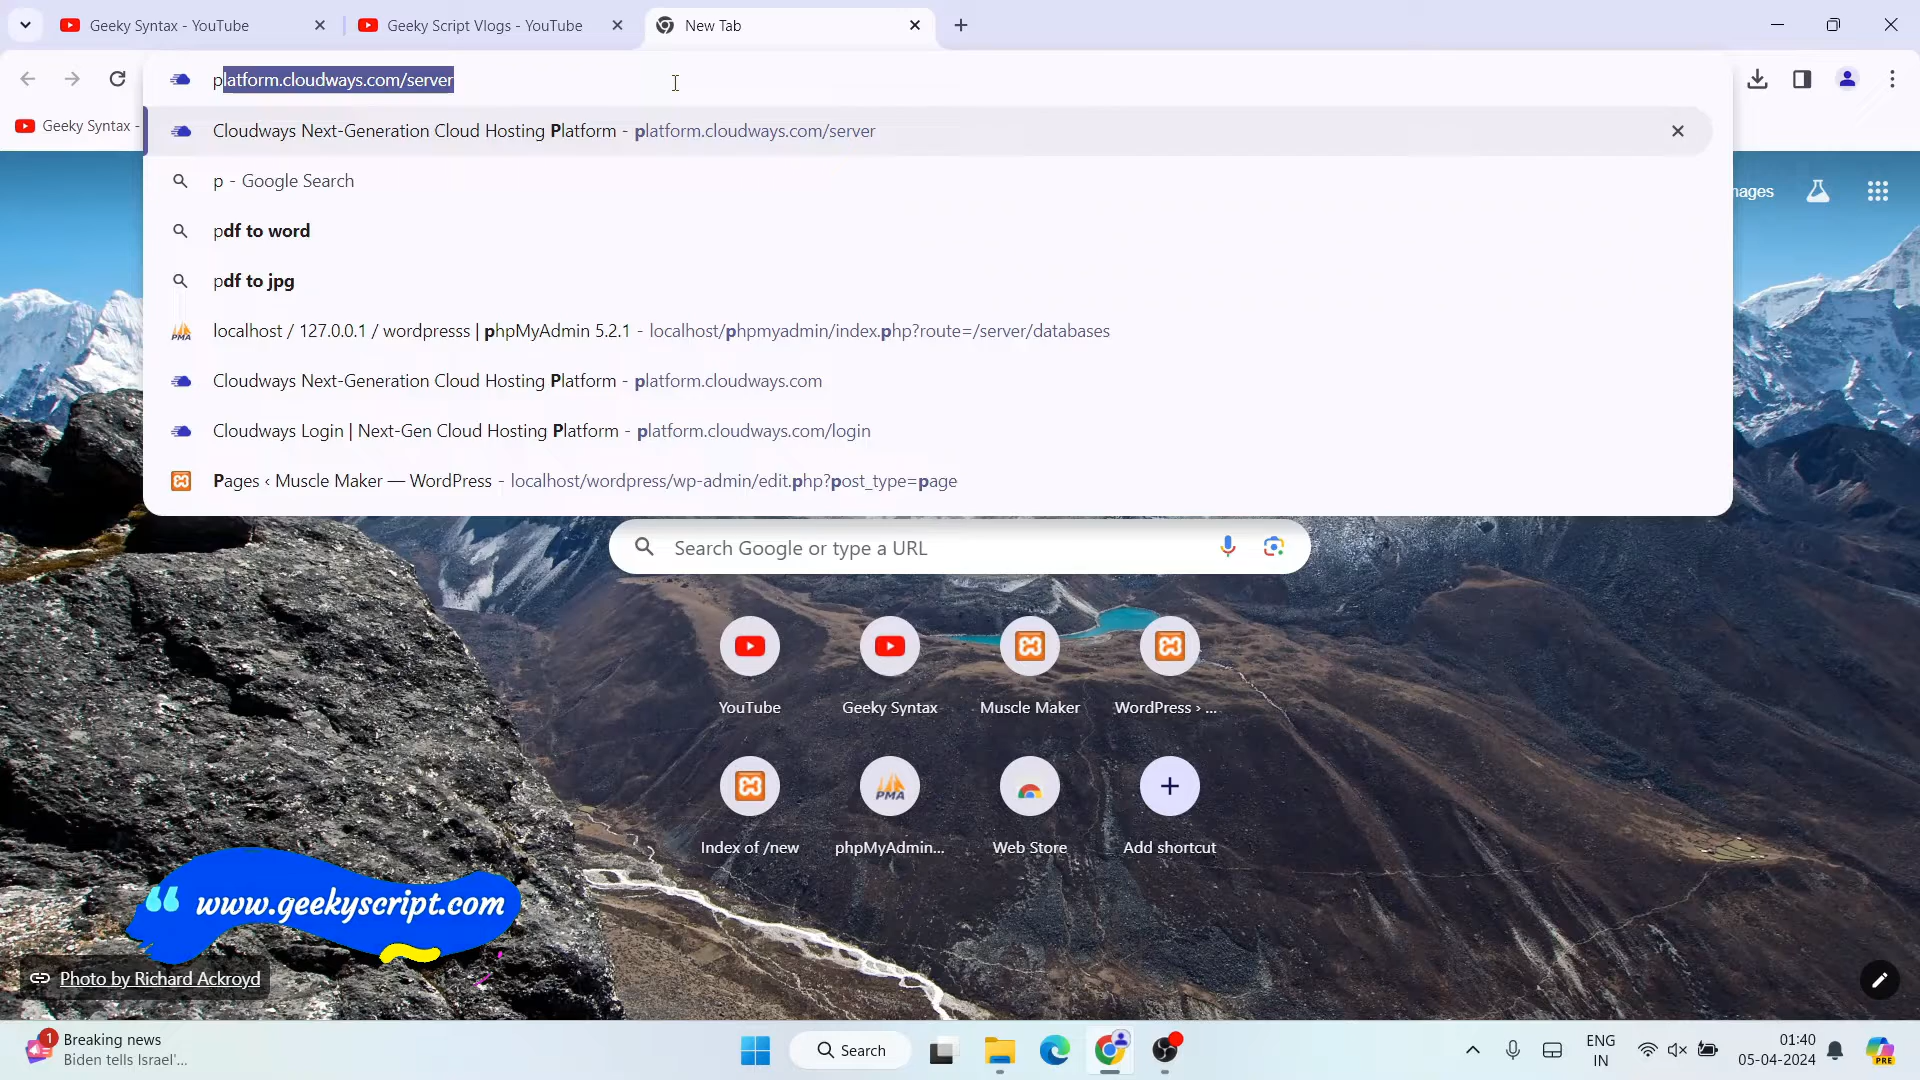 Geeky Syntax - YouTube
Geeky Script Vlogs - YouTube
New Tab
platform.cloudways.com/server
Geeky Syntax -
Cloudways Next-Generation Cloud Hosting Platform - platform.cloudways.com/server
p - Google Search
nages
pdf to word
pdf to jpg
localhost / 127.0.0.1 / wordpresss | phpMyAdmin 5.2.1 - localhost/phpmyadmin/index.php?route=/server/databases
Cloudways Next-Generation Cloud Hosting Platform - platform.cloudways.com
Cloudways Login | Next-Gen Cloud Hosting Platform - platform.cloudways.com/login
Pages ‹ Muscle Maker — WordPress - localhost/wordpress/wp-admin/edit.php?post_type=page
Search Google or type a URL
YouTube
Geeky Syntax
Muscle Maker
WordPress › ...
PMA
Index of /new
phpMyAdmin...
Web Store
Add shortcut
www.geekyscript.com
Photo by Richard Ackroyd
1
Breaking news
Biden tells Israel'...
Search
ENG
IN
01:40
05-04-2024
PRE